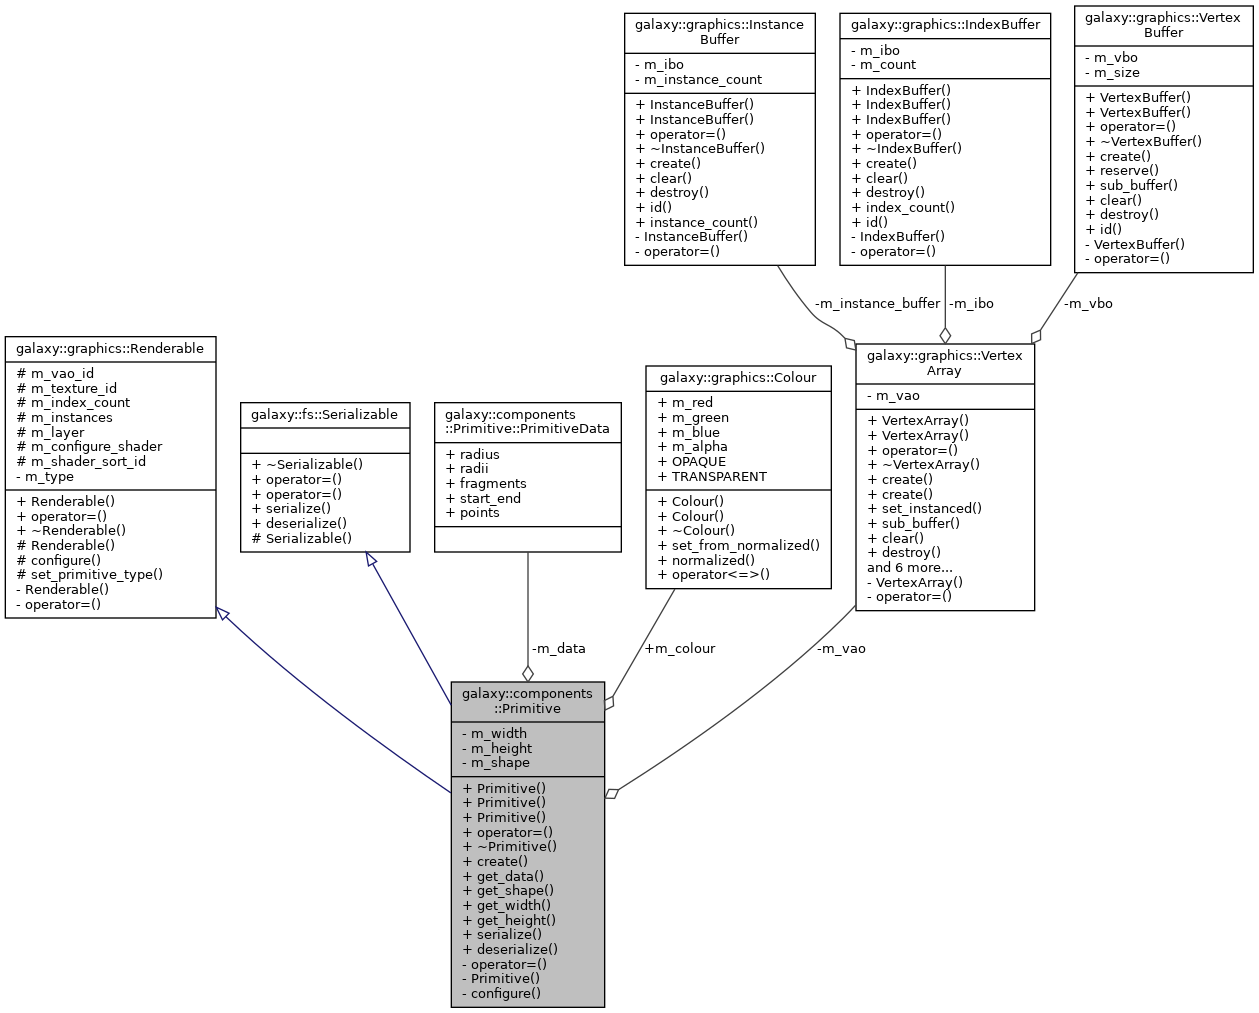 galaxy::graphics::Instance
Buffer
- m_ibo
- m_instance_count
+ InstanceBuffer()
+ InstanceBuffer()
+ operator=()
+ ~InstanceBuffer()
+ create()
+ clear()
+ destroy()
+ id()
+ instance_count()
- InstanceBuffer()
- operator=()
galaxy::graphics::IndexBuffer
- m_ibo
- m_count
+ IndexBuffer()
+ IndexBuffer()
+ IndexBuffer()
+ operator=()
+ ~IndexBuffer()
+ create()
+ clear()
+ destroy()
+ index_count()
+ id()
- IndexBuffer()
- operator=()
galaxy::graphics::Vertex
Buffer
- m_vbo
- m_size
+ VertexBuffer()
+ VertexBuffer()
+ operator=()
+ ~VertexBuffer()
+ create()
+ reserve()
+ sub_buffer()
+ clear()
+ destroy()
+ id()
- VertexBuffer()
- operator=()
-m_instance_buffer
-m_ibo
-m_vbo
galaxy::graphics::Renderable
# m_vao_id
# m_texture_id
# m_index_count
# m_instances
# m_layer
# m_configure_shader
# m_shader_sort_id
- m_type
+ Renderable()
+ operator=()
+ ~Renderable()
# Renderable()
# configure()
# set_primitive_type()
- Renderable()
- operator=()
galaxy::fs::Serializable
+ ~Serializable()
+ operator=()
+ operator=()
+ serialize()
+ deserialize()
# Serializable()
galaxy::components
::Primitive::PrimitiveData
+ radius
+ radii
+ fragments
+ start_end
+ points
galaxy::graphics::Colour
+ m_red
+ m_green
+ m_blue
+ m_alpha
+ OPAQUE
+ TRANSPARENT
+ Colour()
+ Colour()
+ ~Colour()
+ set_from_normalized()
+ normalized()
+ operator<=>()
galaxy::graphics::Vertex
Array
- m_vao
+ VertexArray()
+ VertexArray()
+ operator=()
+ ~VertexArray()
+ create()
+ create()
+ set_instanced()
+ sub_buffer()
+ clear()
+ destroy()
and 6 more...
- VertexArray()
- operator=()
-m_data
+m_colour
-m_vao
galaxy::components
::Primitive
- m_width
- m_height
- m_shape
+ Primitive()
+ Primitive()
+ Primitive()
+ operator=()
+ ~Primitive()
+ create()
+ get_data()
+ get_shape()
+ get_width()
+ get_height()
+ serialize()
+ deserialize()
- operator=()
- Primitive()
- configure()